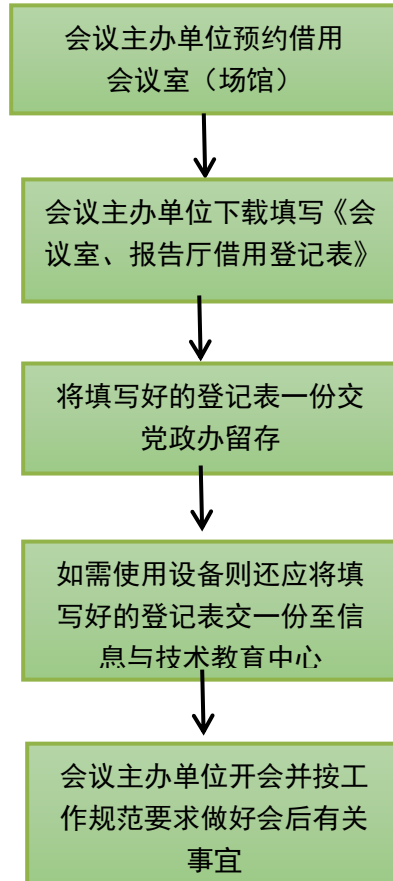 会议主办单位预约借用
会议室（场馆）
会议主办单位下载填写《会
议室、报告厅借用登记表》
将填写好的登记表一份交
党政办留存
如需使用设备则还应将填
写好的登记表交一份至信
息与技术教育中心
会议主办单位开会并按工
作规范要求做好会后有关
事宜